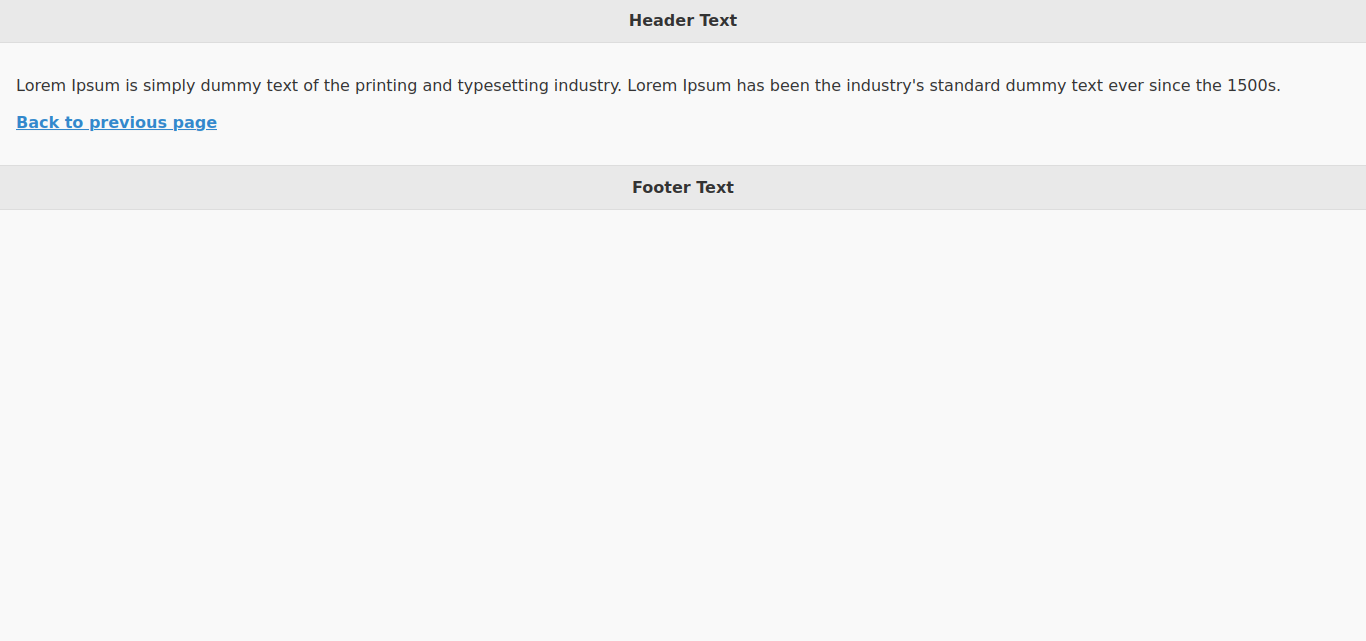 Header Text
Lorem Ipsum is simply dummy text of the printing and typesetting industry. Lorem Ipsum has been the industry's standard dummy text ever since the 1500s.
Back to previous page
Footer Text